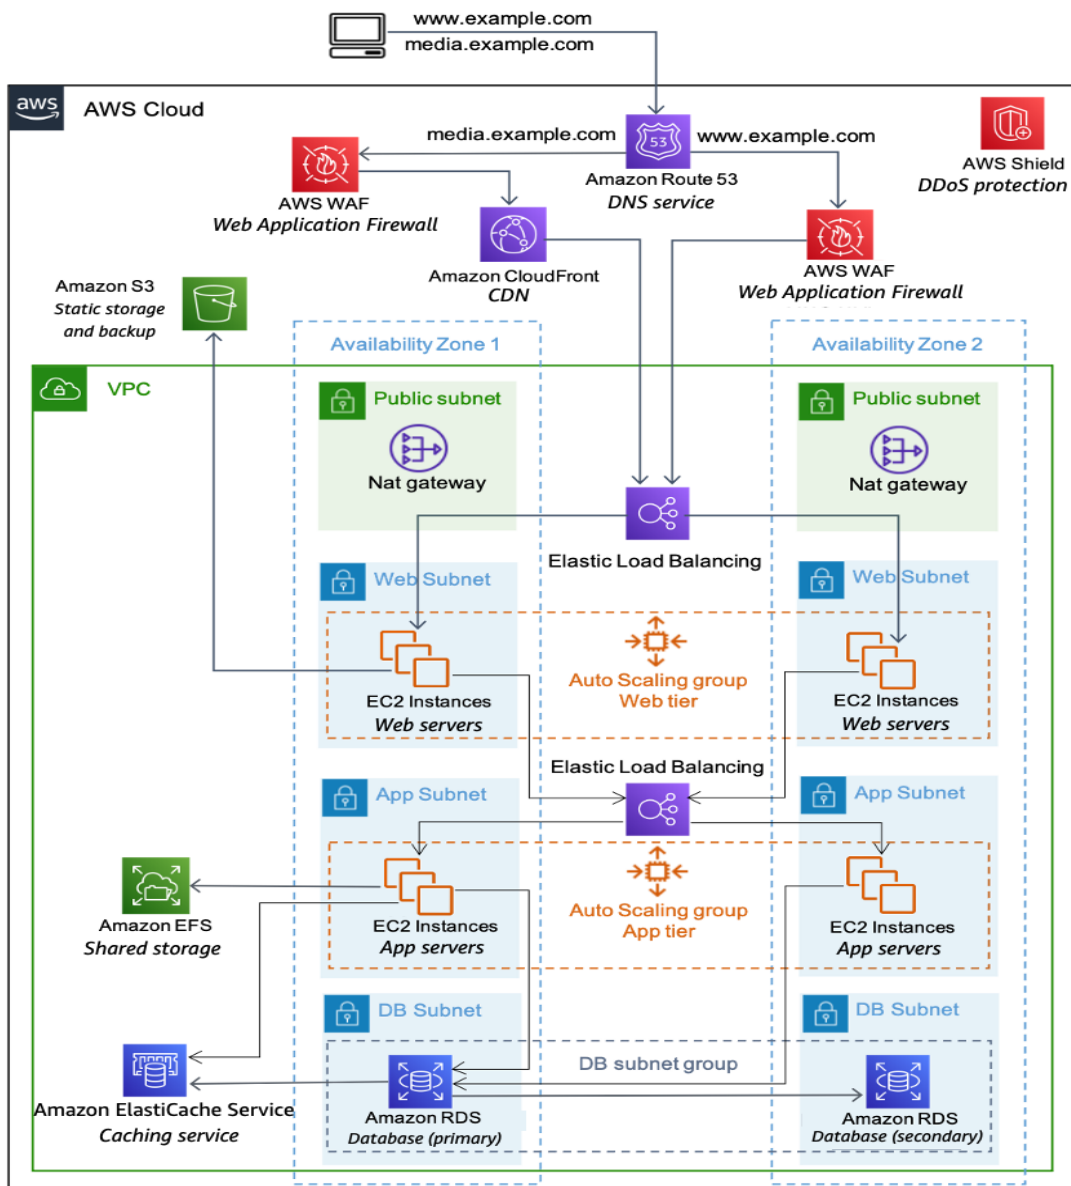 www.example.com
media.example.com
aws
AWS Cloud
media.example.com
www.example.com
53
Amazon Route 53
DNS service
AWS Shield
DDoS protection
AWS WAF
Web Application Firewall
Amazon CloudFront
CDN
AWS WAF
Web Application Firewall
Amazon S3
Static storage
and backup
Availability Zone 1
Availability Zone 2
VPC
Public subnet
Nat gateway
Public subnet
Nat gateway
Elastic Load Balancing
Web Subnet
Web Subnet
EC2 Instances
Web servers
Auto Scaling group
Web tier
EC2 Instances
Web servers
Elastic Load Balancing
App Subnet
App Subnet
Amazon EFS
Shared storage
EC2 Instances
App servers
Auto Scaling group
App tier
EC2 Instances
App servers
DB Subnet
DB Subnet
DB subnet group
Amazon ElastiCache Service
Caching service
Amazon RDS
Database (primary)
Amazon RDS
Database (secondary)